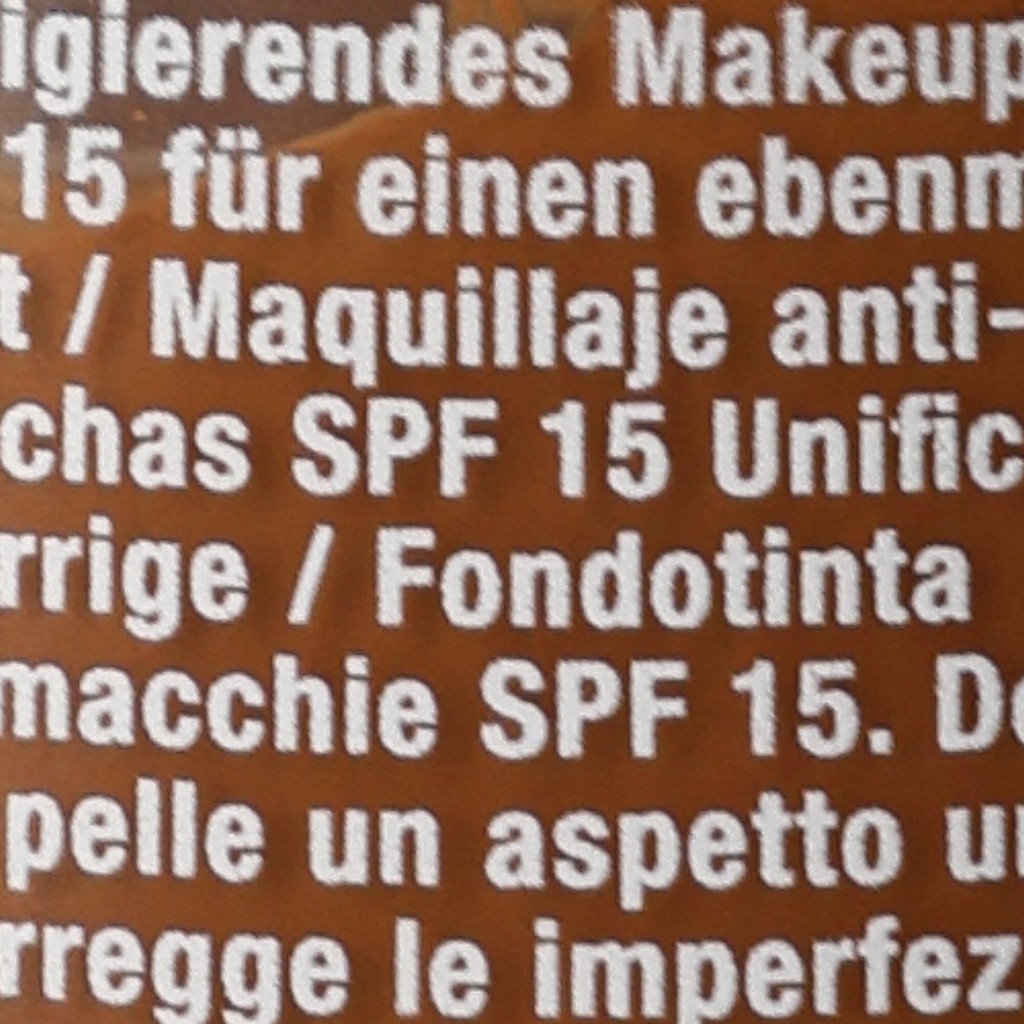 igierendes Makeup
15 für einen ebenm
t / Maquillaje anti-
chas SPF 15 Unific
rrige / Fondotinta
macchie SPF 15. De
pelle un aspetto u
rregge le imperfez